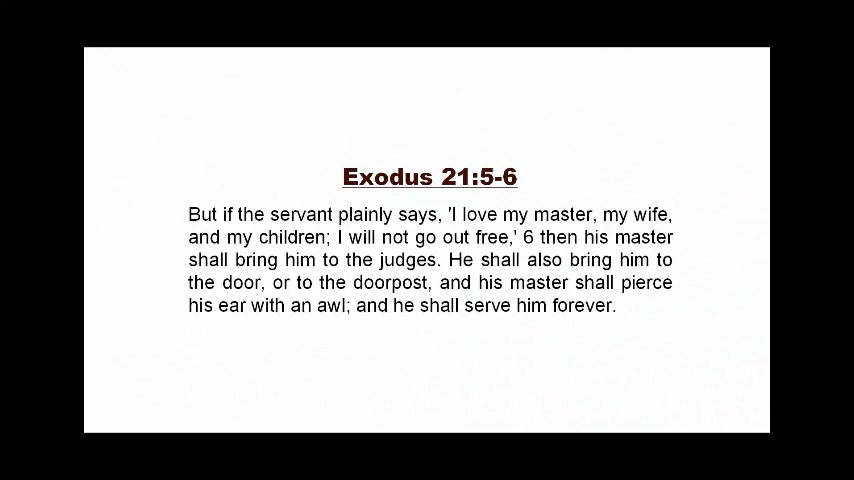 Exodus 21:5-6
But if the servant plainly says, 'I love my master, my wife,
and my children; I will not go out free,' 6 then his master
shall bring him to the judges. He shall also bring him to
the door, or to the doorpost, and his master shall pierce
his ear with an awl; and he shall serve him forever.